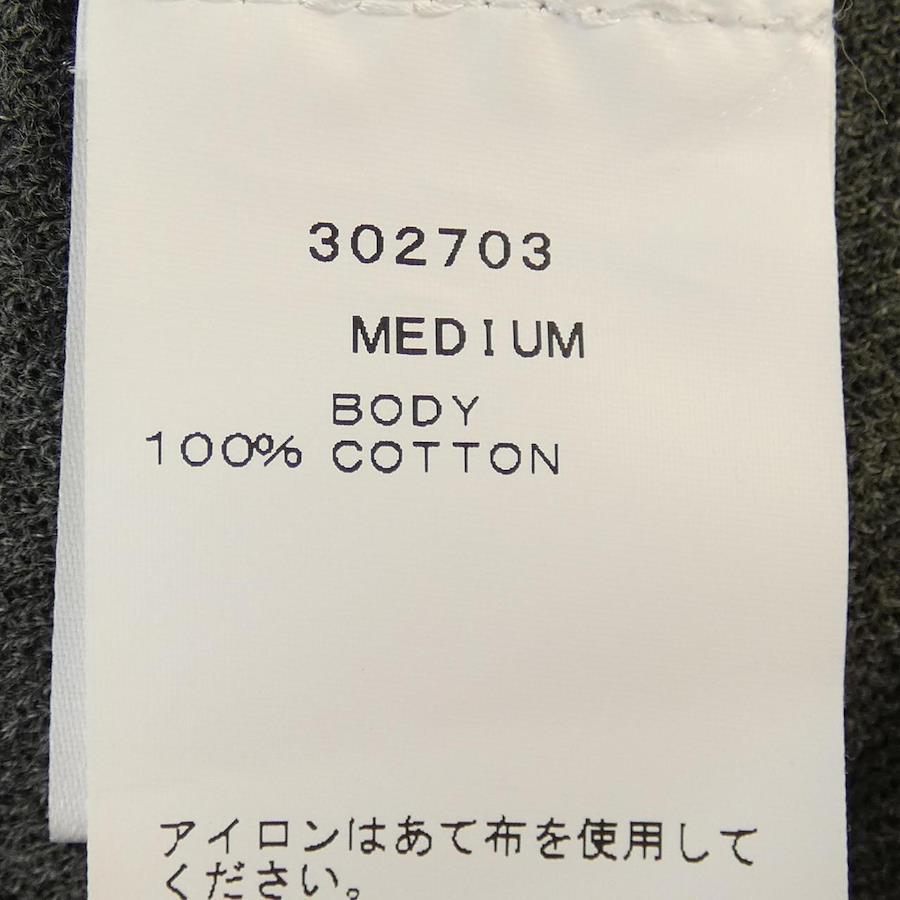 302703
MEDIUM
BODY
100% COTTON
アイロンはあて布を使用して
ください。